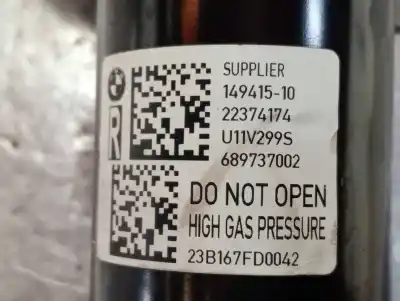 SUPPLIER
149415-10
22374174
U11V299S
R
689737002
DO NOT OPEN
HIGH GAS PRESSURE
23B167FD0042